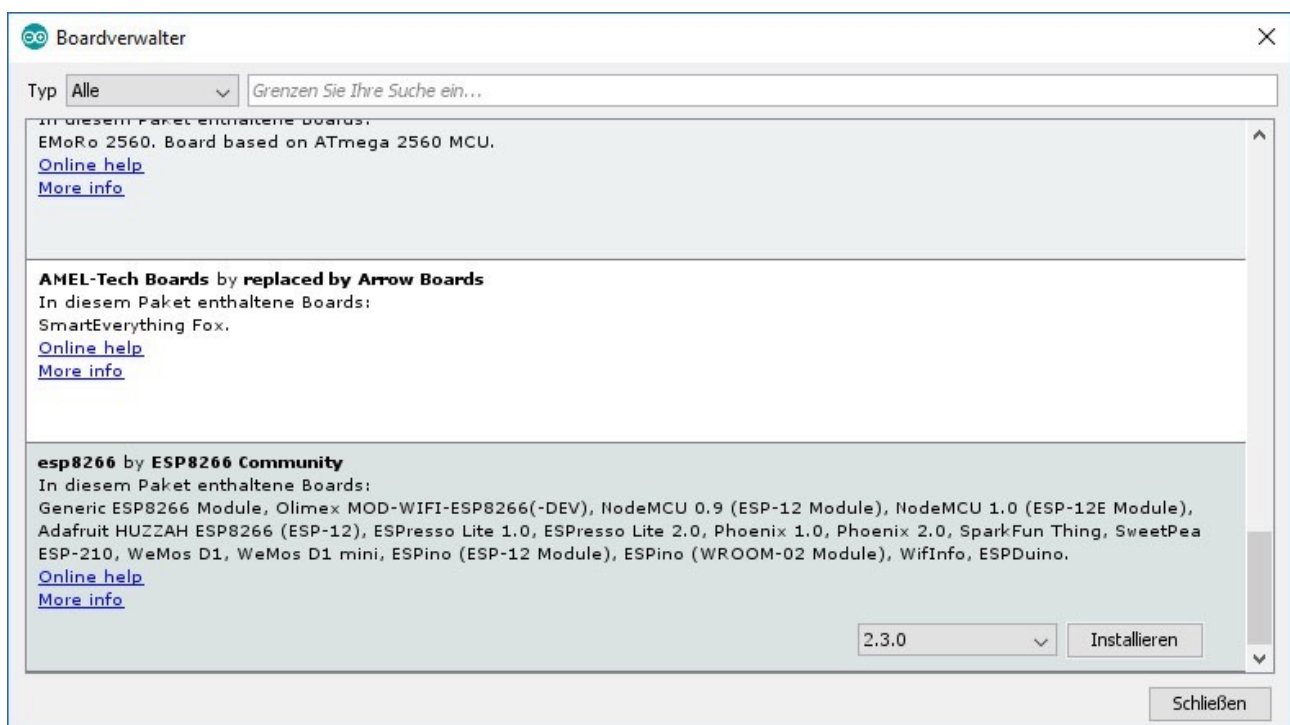 Boardverwalter
Typ Alle Grenzen Sie Ihre Suche ein...
In diesem Paket enthaltene Boards:
EMoRo 2560. Board based on ATmega 2560 MCU.
Online help
More info
AMEL-Tech Boards by replaced by Arrow Boards
In diesem Paket enthaltene Boards:
SmartEverything Fox.
Online help
More info
esp8266 by ESP8266 Community
In diesem Paket enthaltene Boards:
Generic ESP8266 Module, Olimex MOD-WIFI-ESP8266(-DEV), NodeMCU 0.9 (ESP-12 Module), NodeMCU 1.0 (ESP-12E Module),
Adafruit HUZZAH ESP8266 (ESP-12), ESPresso Lite 1.0, ESPresso Lite 2.0, Phoenix 1.0, Phoenix 2.0, SparkFun Thing, SweetPea
ESP-210, WeMos D1, WeMos D1 mini, ESPino (ESP-12 Module), ESPino (WROOM-02 Module), WifInfo, ESPDuino.
Online help
More info
2.3.0 Installieren
Schließen